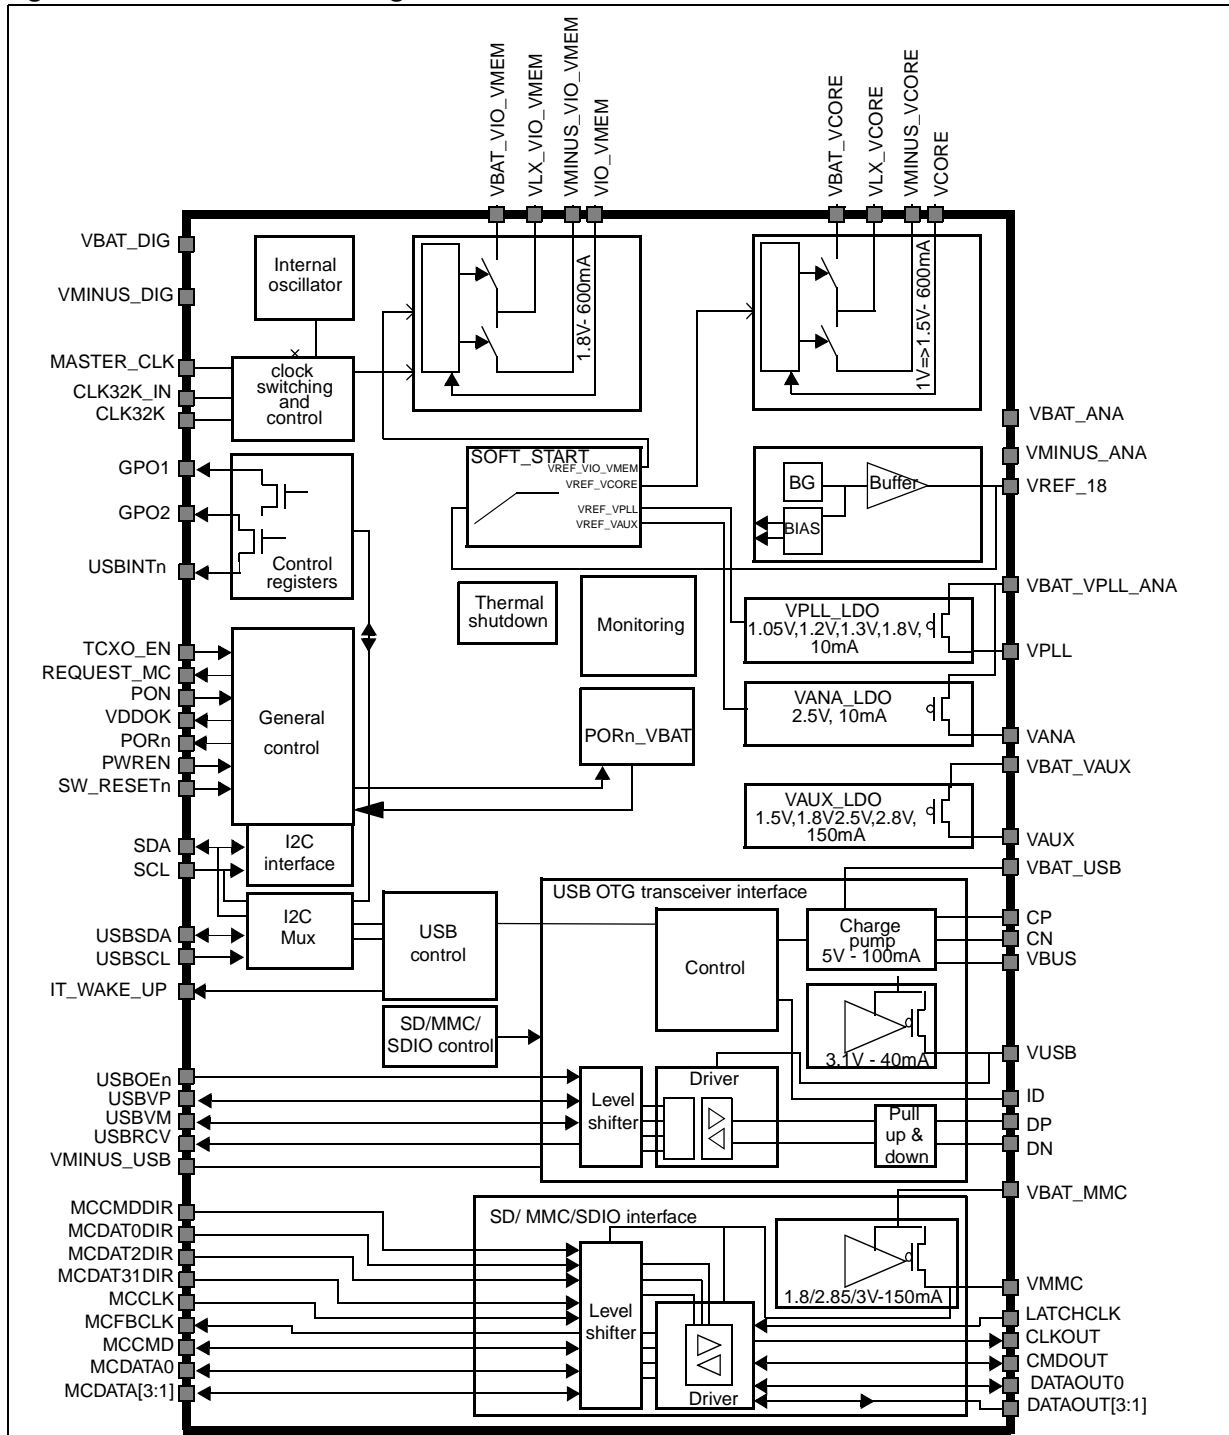 VBAT_VIO_VMEM
VLX_VIO_VMEM
VMINUS_VIO_VMEM
VIO_VMEM
VBAT_VCORE
VLX_VCORE
VMINUS_VCORE
VCORE
VBAT_DIG
VMINUS_DIG
MASTER_CLK
CLK32K_IN
CLK32K
GPO1
GPO2
USBINTn
TCXO_EN
REQUEST_MC
PON
VDDOK
PORn
PWREN
SW_RESETn
SDA
SCL
USBSDA
USBSCL
IT_WAKE_UP
USBOEn
USBVP
USBVM
USBRCV
VMINUS_USB
MCCMDDIR
MCDAT0DIR
MCDAT2DIR
MCDAT31DIR
MCCLK
MCFBCLK
MCCMD
MCDATA0
MCDATA[3:1]
Internal
oscillator
clock
switching
and
control
1.8V- 600mA
1V=>1.5V- 600mA
SOFT_START
VREF_VIO_VMEM
VREF_VCORE
VREF_VPLL
VREF_VAUX
BG
Buffer
BIAS
Control
registers
Thermal
shutdown
Monitoring
VPLL_LDO
1.05V,1.2V,1.3V,1.8V,
10mA
VANA_LDO
2.5V, 10mA
General
control
PORn_VBAT
VAUX_LDO
1.5V,1.8V2.5V,2.8V,
150mA
I2C
interface
I2C
Mux
USB
control
SD/MMC/
SDIO control
USB OTG transceiver interface
Control
Charge
pump
5V - 100mA
3.1V - 40mA
Level
shifter
Driver
Pull
up &
down
SD/ MMC/SDIO interface
1.8/2.85/3V-150mA
Level
shifter
Driver
VBAT_ANA
VMINUS_ANA
VREF_18
VBAT_VPLL_ANA
VPLL
VANA
VBAT_VAUX
VAUX
VBAT_USB
CP
CN
VBUS
VUSB
ID
DP
DN
VBAT_MMC
VMMC
LATCHCLK
CLKOUT
CMDOUT
DATAOUT0
DATAOUT[3:1]